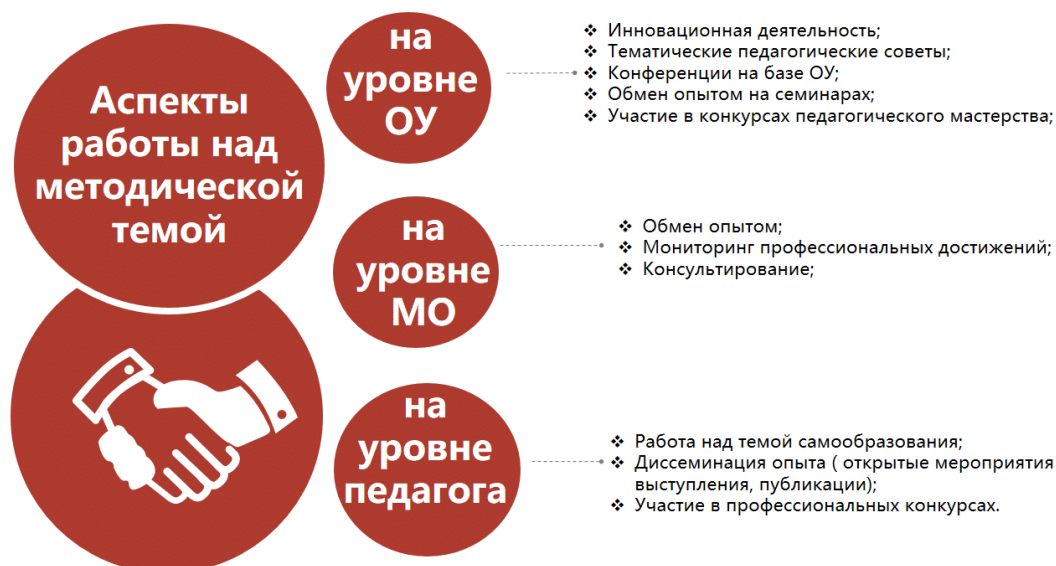 Аспекты
работы над
методической
темой
на
уровне
ОУ
❖ Инновационная деятельность;
❖ Тематические педагогические советы;
❖ Конференции на базе ОУ;
❖ Обмен опытом на семинарах;
❖ Участие в конкурсах педагогического мастерства;
на
уровне
МО
❖ Обмен опытом;
❖ Мониторинг профессиональных достижений;
❖ Консультирование;
на
уровне
педагога
❖ Работа над темой самообразования;
❖ Диссеминация опыта ( открытые мероприятия
выступления, публикации);
❖ Участие в профессиональных конкурсах.